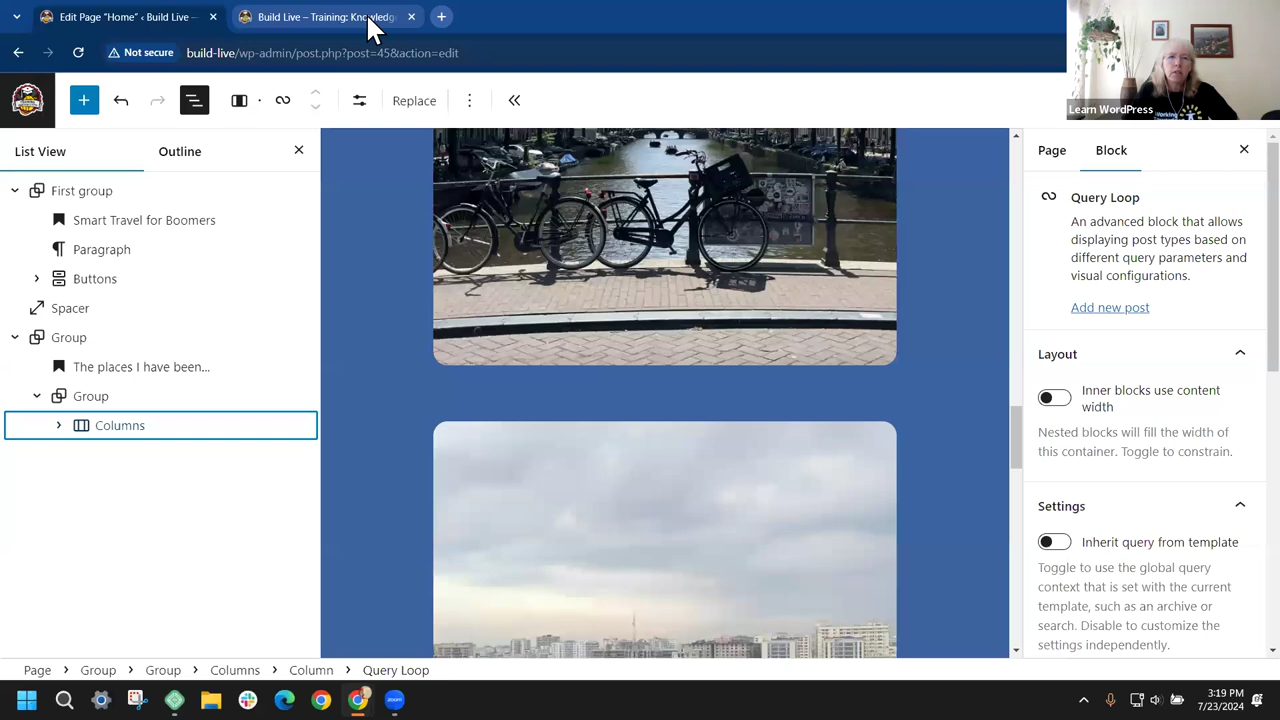 Edit Page “Home” ‹ Build Live –
Build Live – Training: Knowledg
Not secure
build-live/wp-admin/post.php?post=45&action=edit
Learn WordPress
Replace
List View
Outline
First group
Smart Travel for Boomers
Paragraph
Buttons
Spacer
Group
The places I have been...
Group
Columns
Page
Block
Query Loop
An advanced block that allows
displaying post types based on
different query parameters and
visual configurations.
Add new post
Layout
Inner blocks use content
width
Nested blocks will fill the width of
this container. Toggle to constrain.
Settings
Inherit query from template
Toggle to use the global query
context that is set with the current
template, such as an archive or
search. Disable to customize the
settings independently.
Page
Group
Group
Columns
Column
Query Loop
zoom
3:19 PM
7/23/2024